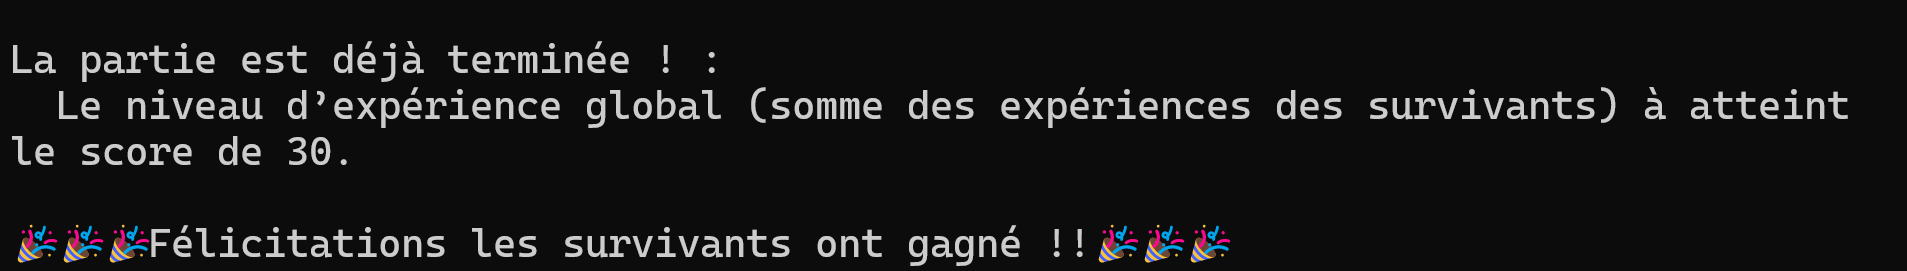 La partie est déjà terminée ! :
Le niveau d’expérience global (somme des expériences des survivants) à atteint
le score de 30.
🎉🎉🎉Félicitations les survivants ont gagné !!🎉🎉🎉